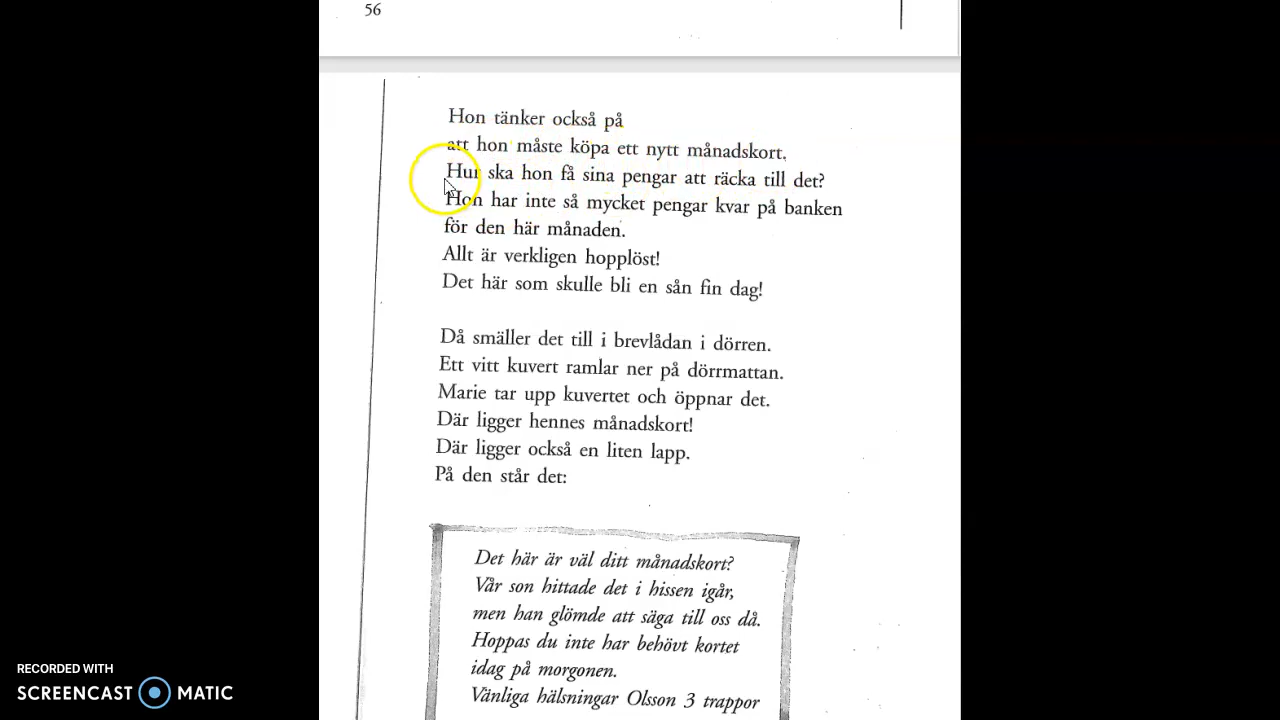 56
Hon tänker också på
att hon måste köpa ett nytt månadskort.
Hur ska hon få sina pengar att räcka till det?
Hon har inte så mycket pengar kvar på banken
för den här månaden.
Allt är verkligen hopplöst!
Det här som skulle bli en sån fin dag!
Då smäller det till i brevlådan i dörren.
Ett vitt kuvert ramlar ner på dörrmattan.
Marie tar upp kuvertet och öppnar det.
Där ligger hennes månadskort!
Där ligger också en liten lapp.
På den står det:
Det här är väl ditt månadskort?
Vår son hittade det i hissen igår,
men han glömde att säga till oss då.
Hoppas du inte har behövt kortet
idag på morgonen.
Vänliga hälsningar Olsson 3 trappor
RECORDED WITH
SCREENCAST MATIC